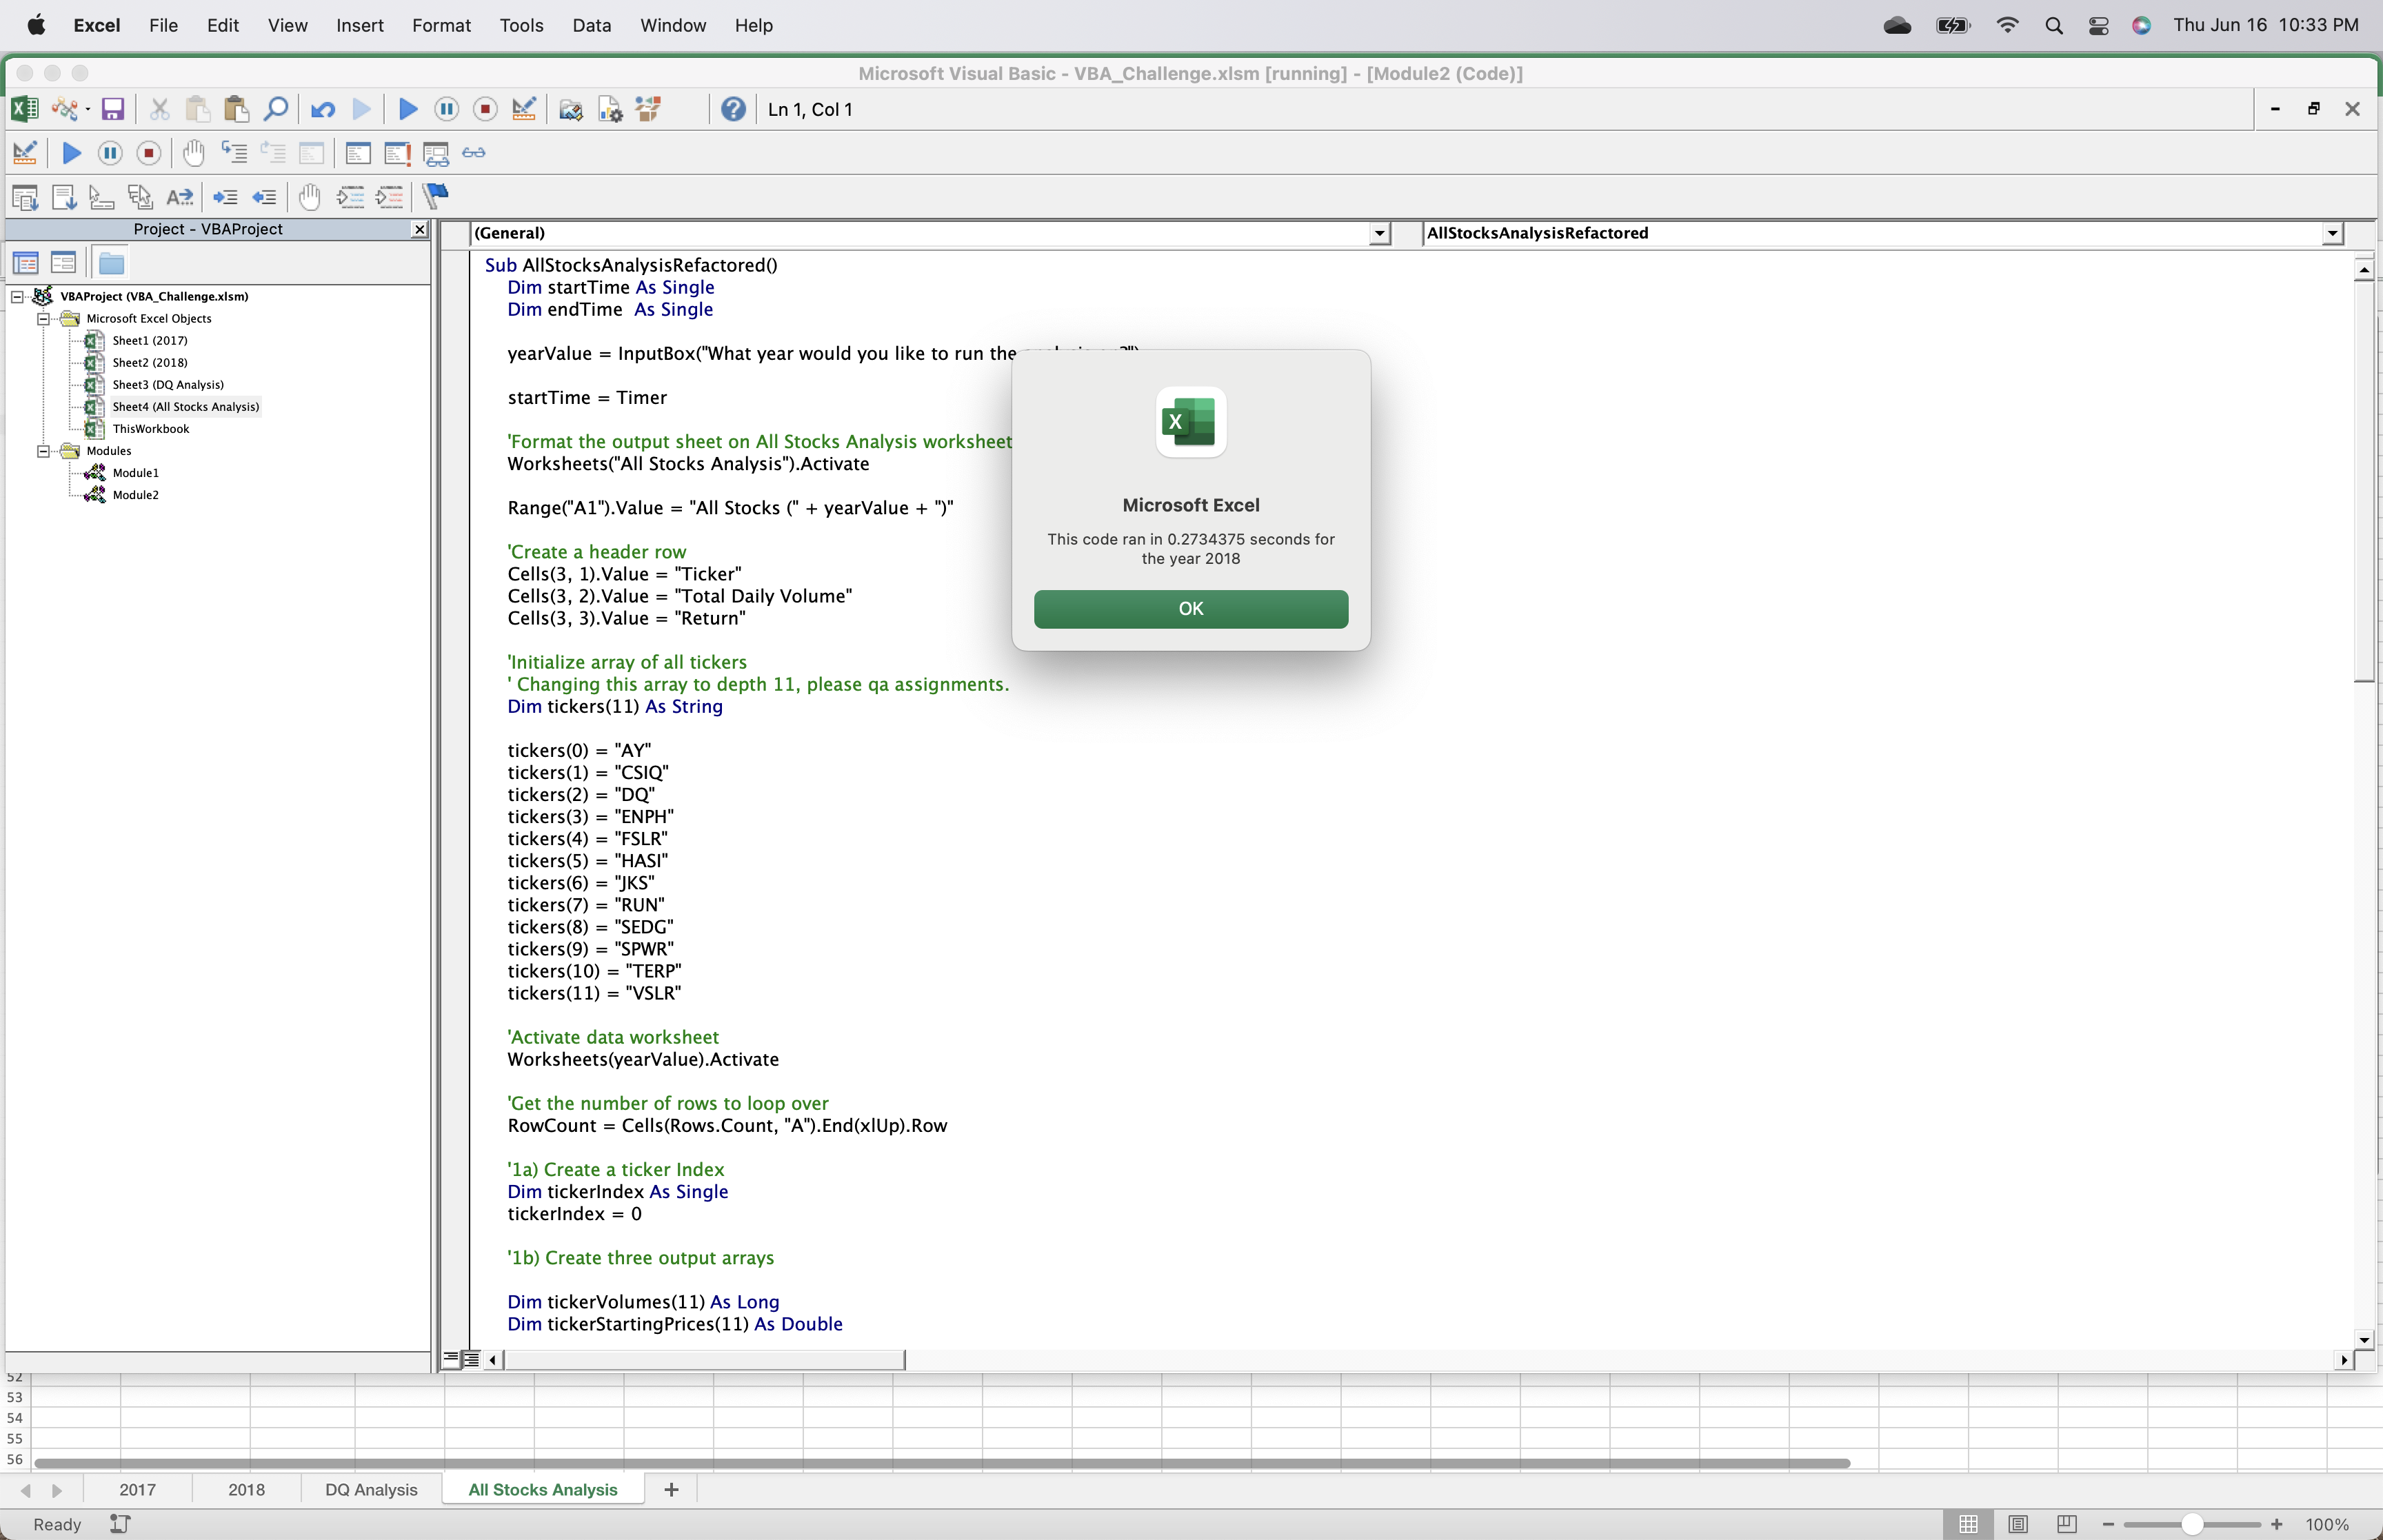 Excel File Edit View Insert Format Tools Data Window Help Thu Jun 16 10:33 PM
Microsoft Visual Basic - VBA_Challenge.xlsm [running] - [Module2 (Code)]
Ln 1, Col 1
Project - VBAProject
(General) AllStocksAnalysisRefactored
VBAProject (VBA_Challenge.xlsm)
Microsoft Excel Objects
Sheet1 (2017)
Sheet2 (2018)
Sheet3 (DQ Analysis)
Sheet4 (All Stocks Analysis)
ThisWorkbook
Modules
Module1
Module2
Sub AllStocksAnalysisRefactored()
Dim startTime As Single
Dim endTime  As Single
yearValue = InputBox("What year would you like to run the
startTime = Timer
'Format the output sheet on All Stocks Analysis worksheet
Worksheets("All Stocks Analysis").Activate
Range("A1").Value = "All Stocks (" + yearValue + ")"
'Create a header row
Cells(3, 1).Value = "Ticker"
Cells(3, 2).Value = "Total Daily Volume"
Cells(3, 3).Value = "Return"
'Initialize array of all tickers
' Changing this array to depth 11, please qa assignments.
Dim tickers(11) As String
tickers(0) = "AY"
tickers(1) = "CSIQ"
tickers(2) = "DQ"
tickers(3) = "ENPH"
tickers(4) = "FSLR"
tickers(5) = "HASI"
tickers(6) = "JKS"
tickers(7) = "RUN"
tickers(8) = "SEDG"
tickers(9) = "SPWR"
tickers(10) = "TERP"
tickers(11) = "VSLR"
'Activate data worksheet
Worksheets(yearValue).Activate
'Get the number of rows to loop over
RowCount = Cells(Rows.Count, "A").End(xlUp).Row
'1a) Create a ticker Index
Dim tickerIndex As Single
tickerIndex = 0
'1b) Create three output arrays
Dim tickerVolumes(11) As Long
Dim tickerStartingPrices(11) As Double
Microsoft Excel
This code ran in 0.2734375 seconds for
the year 2018
OK
52
53
54
55
56
2017 2018 DQ Analysis All Stocks Analysis +
Ready 100%